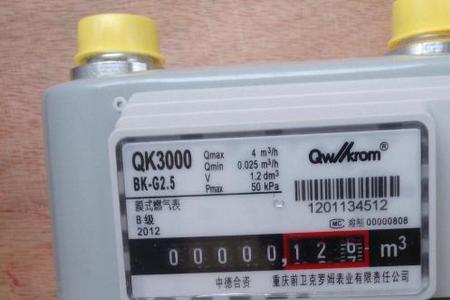 QK3000
BK-G2.5
Qmax 4 m³/h
Qmin 0.025 m³/h
V 1.2 dm³
Pmax 50 kPa
Qwkrom
膜式燃气表
B 级
2012
1201134512
MC 渝制 00000808
00000,126 m³
中德合资 重庆前卫克罗姆表业有限责任公司